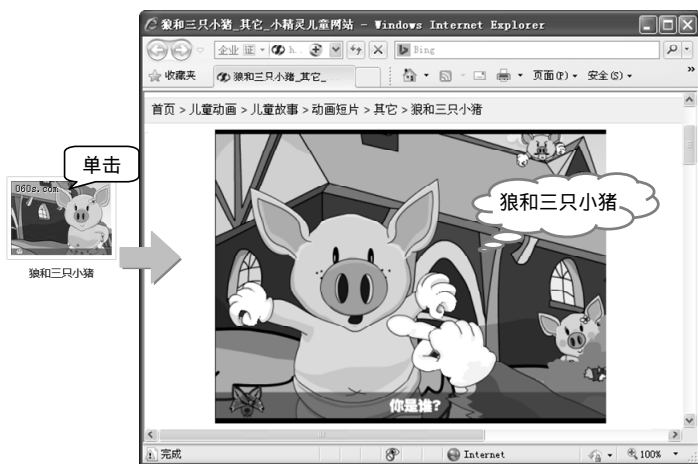 狼和三只小猪_其它_小精灵儿童网站 - Windows Internet Explorer
企业 证 h.. Bing
收藏夹 狼和三只小猪_其它_ 页面(P) 安全(S) »
首页 > 儿童动画 > 儿童故事 > 动画短片 > 其它 > 狼和三只小猪
单击
060s.com
狼和三只小猪
狼和三只小猪
你是谁?
完成 Internet 100%